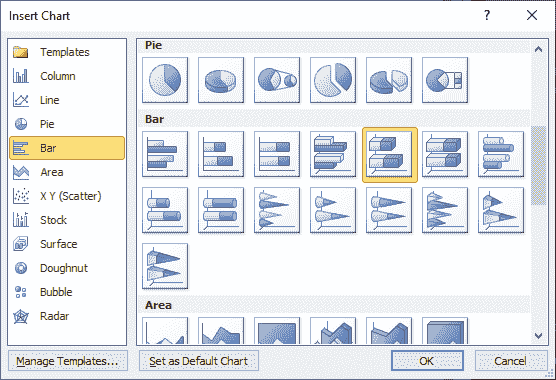 Insert Chart
?
Templates
Column
Line
Pie
Bar
Area
X Y (Scatter)
Stock
Surface
Doughnut
Bubble
Radar
Pie
Bar
Area
Manage Templates...
Set as Default Chart
OK
Cancel